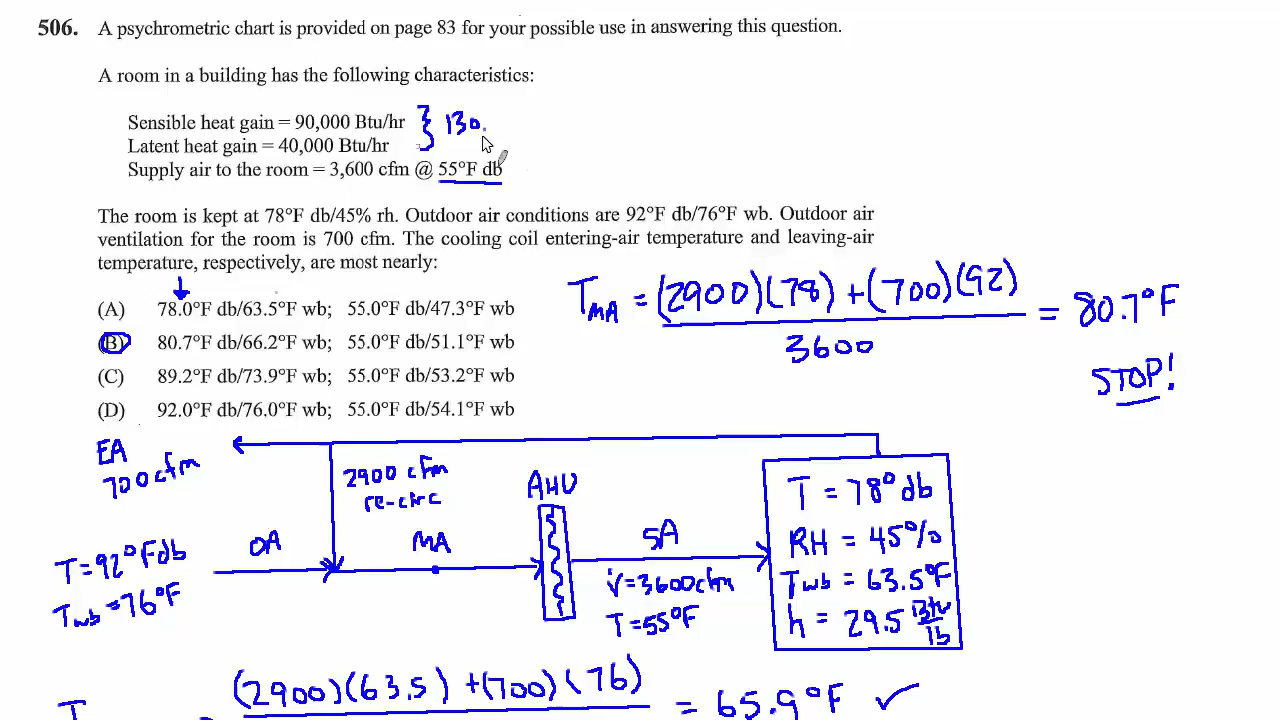 506. A psychrometric chart is provided on page 83 for your possible use in answering this question.
A room in a building has the following characteristics:
Sensible heat gain = 90,000 Btu/hr
Latent heat gain = 40,000 Btu/hr
} 130.
Supply air to the room = 3,600 cfm @ 55°F db
The room is kept at 78°F db/45% rh. Outdoor air conditions are 92°F db/76°F wb. Outdoor air
ventilation for the room is 700 cfm. The cooling coil entering-air temperature and leaving-air
temperature, respectively, are most nearly:
(A) 78.0°F db/63.5°F wb; 55.0°F db/47.3°F wb
(B) 80.7°F db/66.2°F wb; 55.0°F db/51.1°F wb
(C) 89.2°F db/73.9°F wb; 55.0°F db/53.2°F wb
(D) 92.0°F db/76.0°F wb; 55.0°F db/54.1°F wb
T MA = (2900)(78) + (700)(92)
3600
= 80.7°F
STOP!
EA
700 cfm
2900 cfm
re-circ
AHU
T = 92°F db
Twb = 76°F
OA
MA
SA
V̇ = 3600 cfm
T = 55°F
T = 78° db
RH = 45%
Twb = 63.5°F
h = 29.5 Btu/lb
T
= (2900)(63.5) + (700)(76)
= 65.9°F ✓